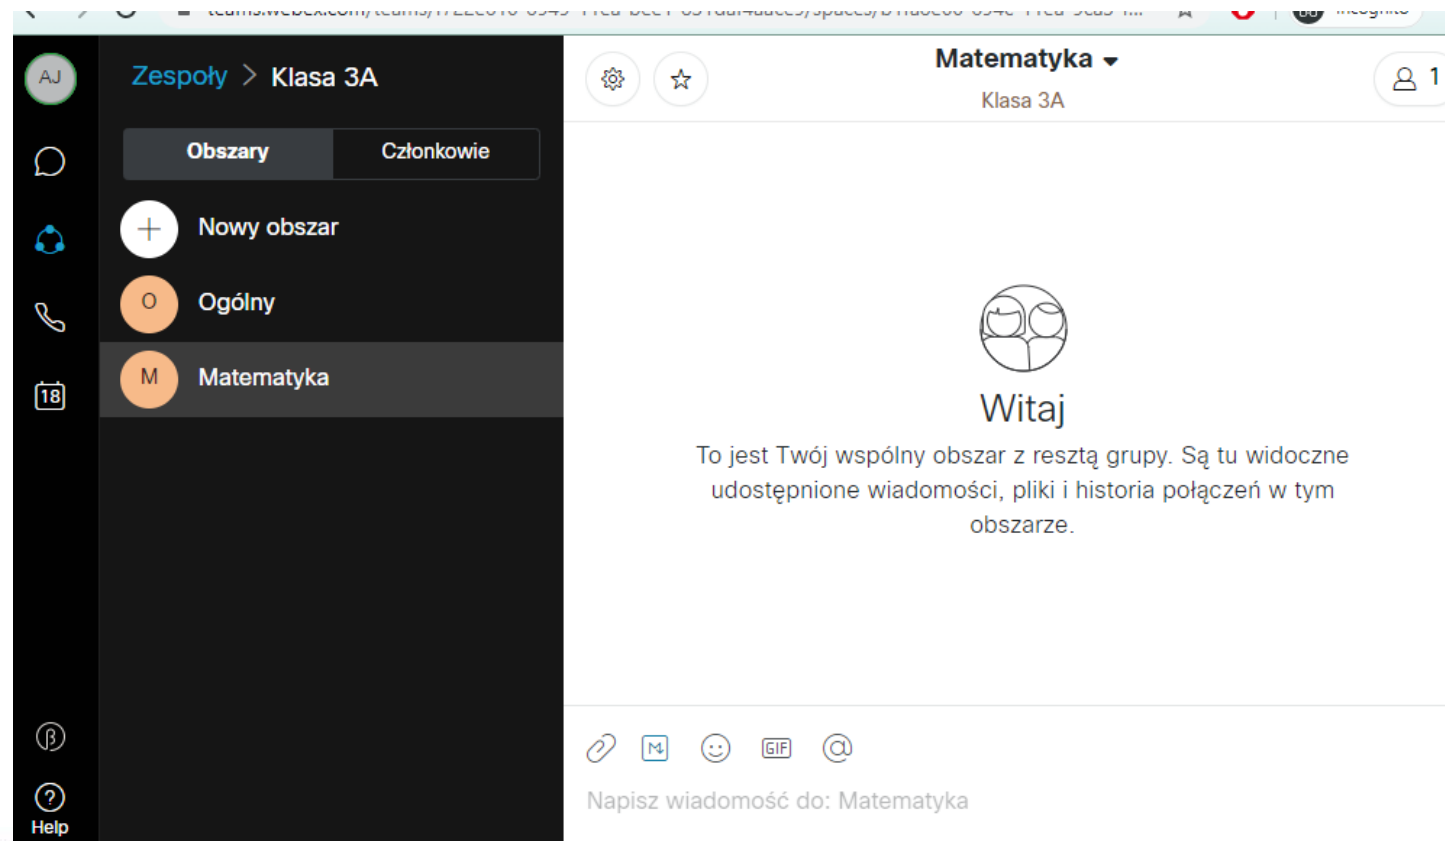 AJ
Zespoły > Klasa 3A
Obszary
Członkowie
Nowy obszar
O
Ogólny
M
Matematyka
18
β
Help
Matematyka
Klasa 3A
1
Witaj
To jest Twój wspólny obszar z resztą grupy. Są tu widoczne
udostępnione wiadomości, pliki i historia połączeń w tym
obszarze.
GIF @
Napisz wiadomość do: Matematyka